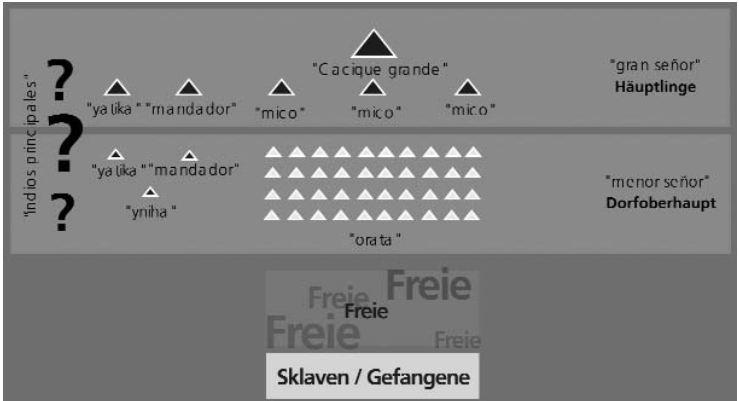 "Indios principales"
?
?
?
"Cacique grande"
"yatika" "mandador"
"mico"
"mico"
"mico"
"gran señor"
Häuptlinge
"yatika" "mandador"
"yniha"
"orata"
"menor señor"
Dorfoberhaupt
Freie
Freie
Freie
Freie
Freie
Sklaven / Gefangene